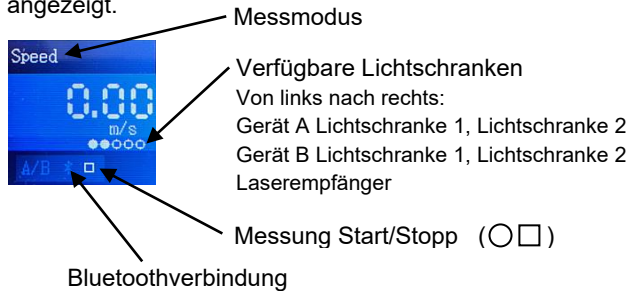 angezeigt.
Messmodus
Speed
Verfügbare Lichtschranken
Von links nach rechts:
0.00
Gerät A Lichtschranke 1, Lichtschranke 2
m/s
Gerät B Lichtschranke 1, Lichtschranke 2
Laserempfänger
A/B
Messung Start/Stopp (○□)
Bluetoothverbindung